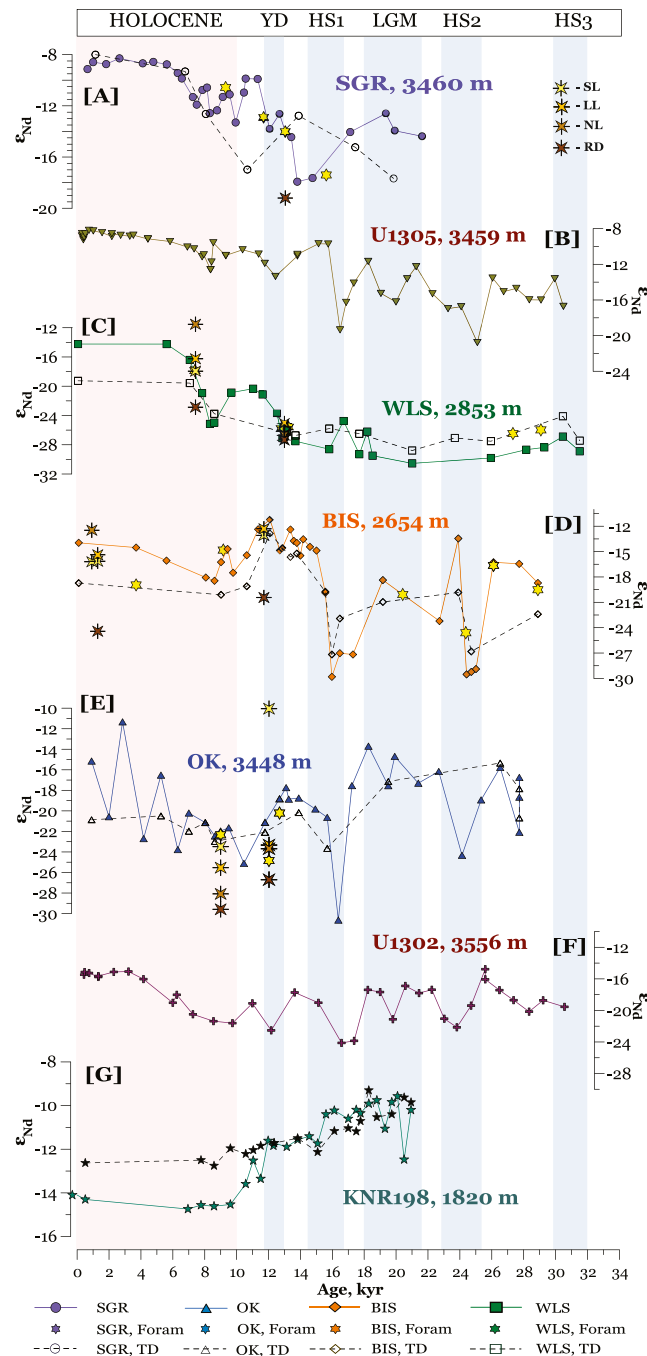 HOLOCENE YD HS1 LGM HS2 HS3
-8
-12
-16
-20
εNd
[A]
SGR, 3460 m
- SL
- LL
- NL
- RD
U1305, 3459 m
[B]
-8
-12
-16
-20
-24
εNd
[C]
-12
-16
-20
-24
-28
-32
εNd
WLS, 2853 m
BIS, 2654 m
[D]
-12
-15
-18
-21
-24
-27
-30
εNd
[E]
-10
-12
-14
-16
-18
-20
-22
-24
-26
-28
-30
εNd
OK, 3448 m
U1302, 3556 m
[F]
-12
-16
-20
-24
-28
εNd
[G]
-8
-10
-12
-14
-16
εNd
KNR198, 1820 m
0 2 4 6 8 10 12 14 16 18 20 22 24 26 28 30 32 34
Age, kyr
SGR OK BIS WLS
SGR, Foram OK, Foram BIS, Foram WLS, Foram
SGR, TD OK, TD BIS, TD WLS, TD